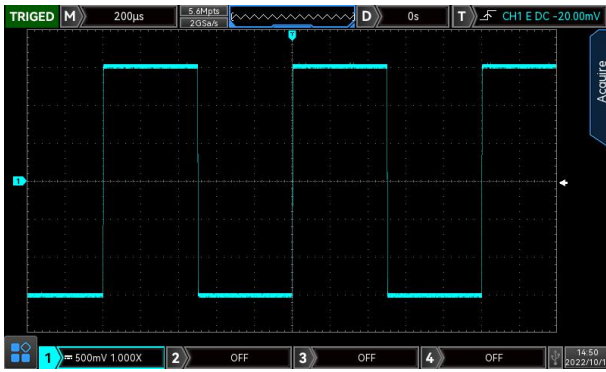 TRIGED M 200μs 5.6Mpts 2GSa/s D 0s T CH1 E DC -20.00mV
T
Acquire
1
1 500mV 1.000X 2 OFF 3 OFF 4 OFF 14:50
2022/10/1